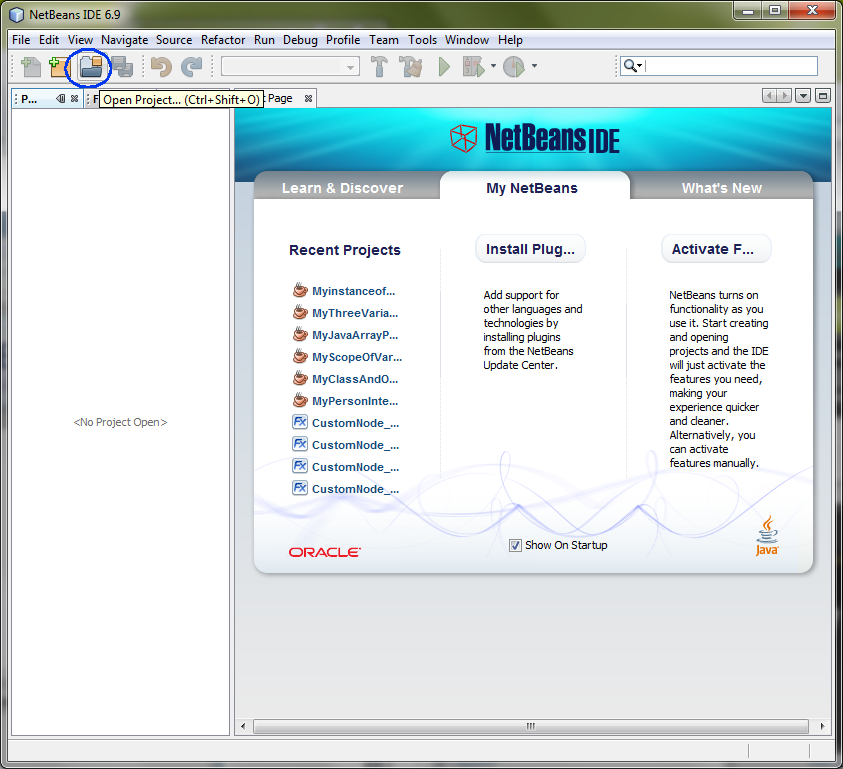 NetBeans IDE 6.9
File Edit View Navigate Source Refactor Run Debug Profile Team Tools Window Help
P...
Open Project... (Ctrl+Shift+O)
Page
NetBeans IDE
Learn & Discover
My NetBeans
What's New
Recent Projects
Myinstanceof...
MyThreeVaria...
MyJavaArrayP...
MyScopeOfVar...
MyClassAndO...
MyPersonInte...
Fx CustomNode_...
Fx CustomNode_...
Fx CustomNode_...
Fx CustomNode_...
Install Plug...
Add support for
other languages and
technologies by
installing plugins
from the NetBeans
Update Center.
Activate F...
NetBeans turns on
functionality as you
use it. Start creating
and opening
projects and the IDE
will just activate the
features you need,
making your
experience quicker
and cleaner.
Alternatively, you
can activate
features manually.
<No Project Open>
ORACLE
Show On Startup
Java